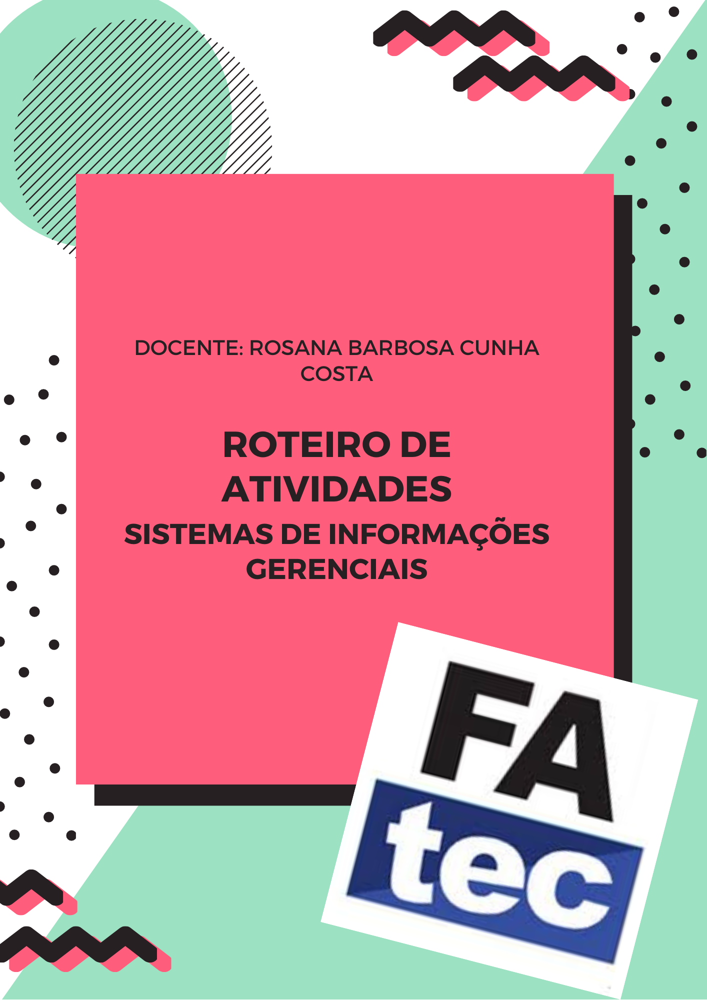 DOCENTE: ROSANA BARBOSA CUNHA
COSTA
ROTEIRO DE
ATIVIDADES
SISTEMAS DE INFORMAÇÕES
GERENCIAIS
FA
tec